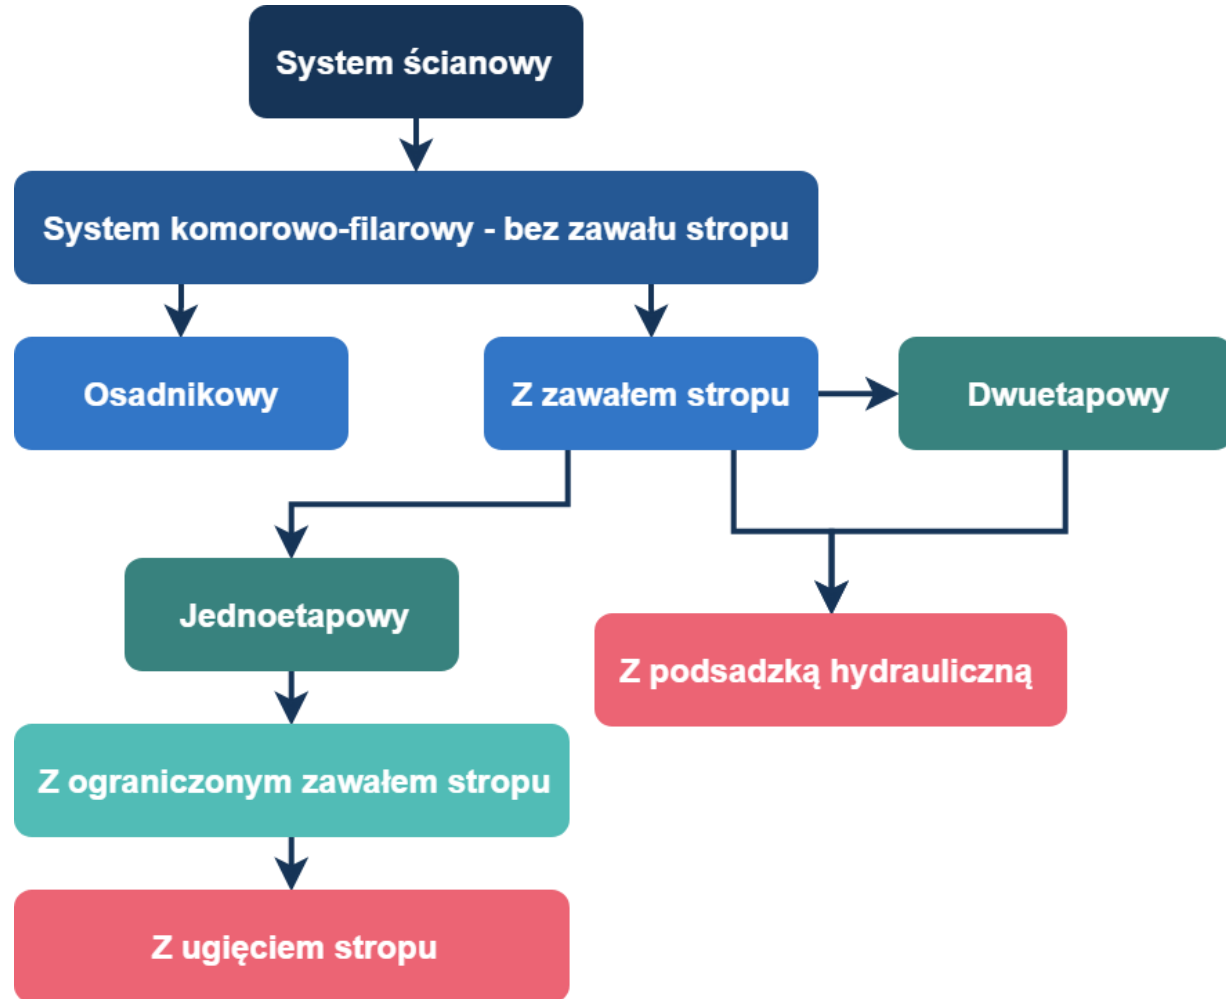 System ścianowy
System komorowo-filarowy - bez zawału stropu
Osadnikowy
Z zawałem stropu
Dwuetapowy
Jednoetapowy
Z podsadzką hydrauliczną
Z ograniczonym zawałem stropu
Z ugięciem stropu